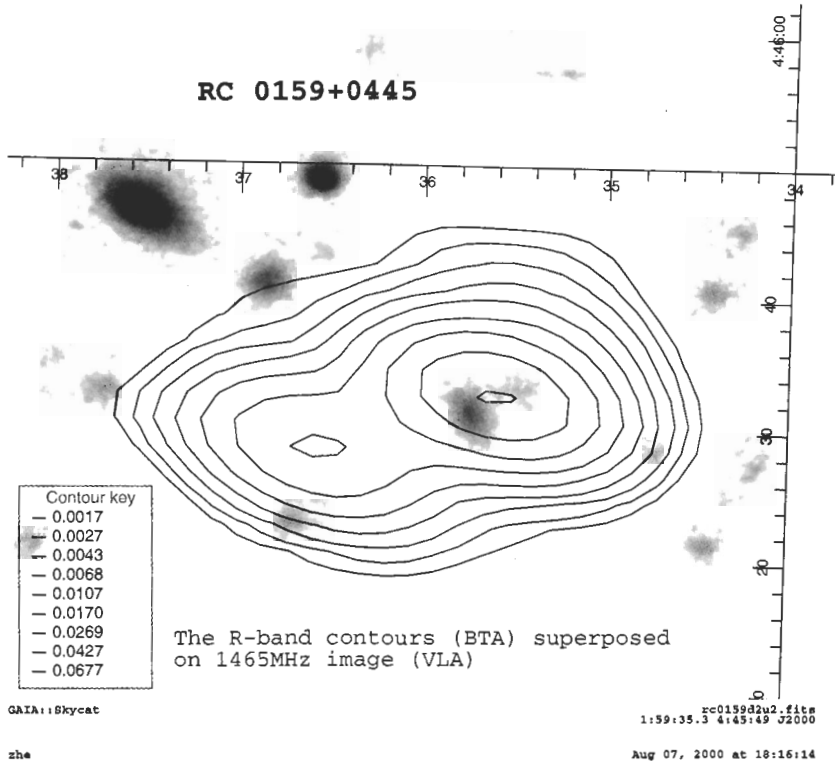 4:46:00
RC 0159+0445
38
37
36
35
34
40
30
20
Contour key
0.0017
0.0027
0.0043
0.0068
0.0107
0.0170
0.0269
0.0427
0.0677
The R-band contours (BTA) superposed
on 1465MHz image (VLA)
GAIA::Skycat
rc0159d2u2.fits
1:59:35.3 4:45:49 J2000
zhe
Aug 07, 2000 at 18:16:14